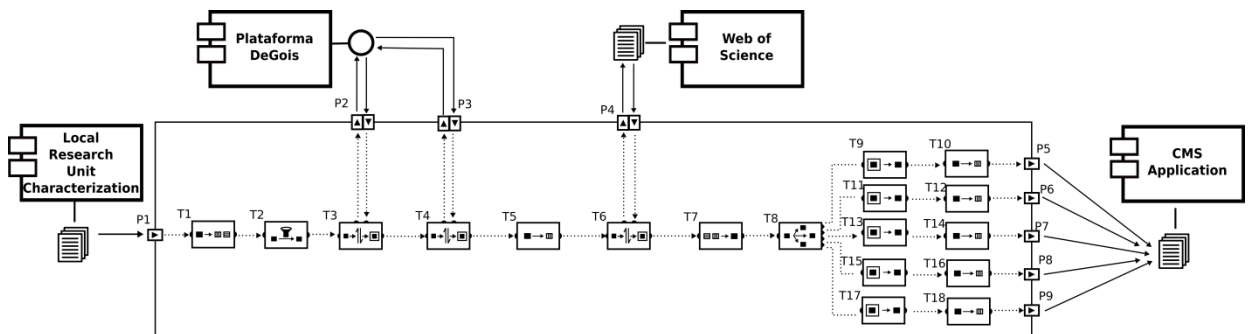 Plataforma
DeGois
Web of
Science
P2
P3
P4
Local
Research
Unit
Characterization
CMS
Application
P1
T1
T2
T3
T4
T5
T6
T7
T8
T9
T10
P5
T11
T12
P6
T13
T14
P7
T15
T16
P8
T17
T18
P9